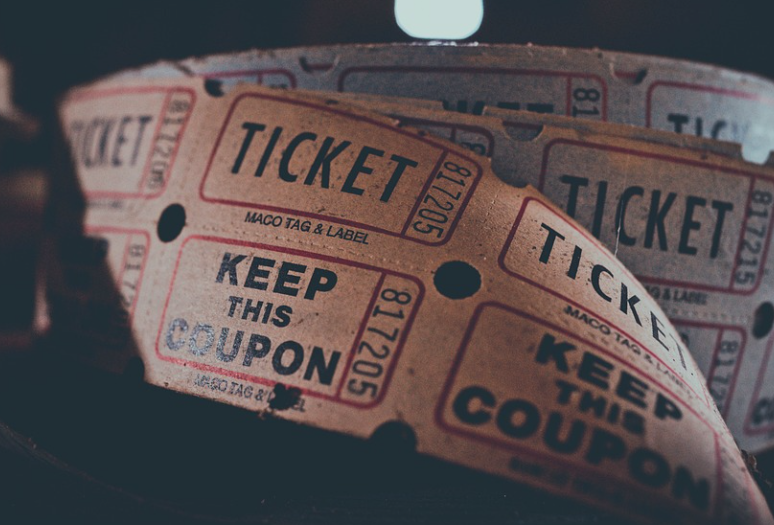 TICKET
817206
TICKET
817205
MACO TAG & LABEL
KEEP
THIS
COUPON
817205
MACO TAG & LABEL
TICKET
MACO TAG & LABEL
KEEP
THIS
COUPON
TICKET
817215